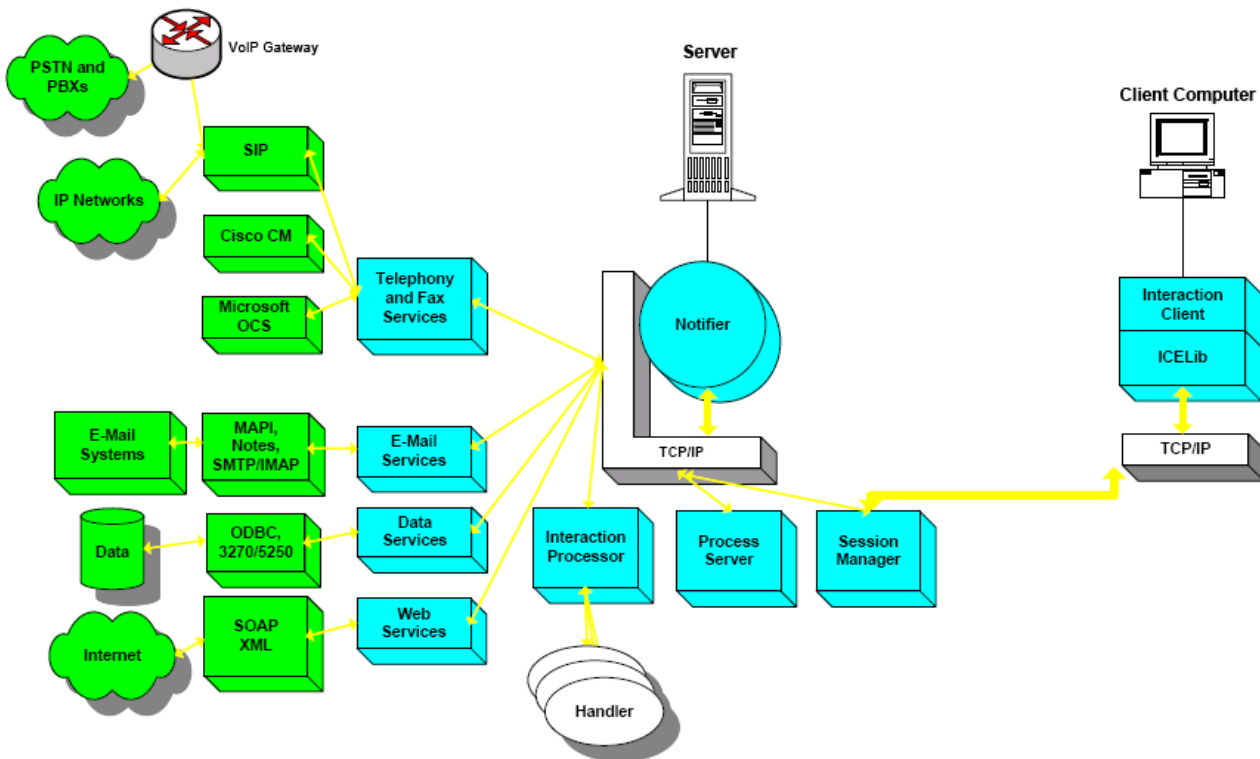 VoIP Gateway
PSTN and
PBXs
Server
Client Computer
SIP
IP Networks
Cisco CM
Telephony
and Fax
Services
Microsoft
OCS
Notifier
Interaction
Client
ICELib
E-Mail
Systems
MAPI,
Notes,
SMTP/IMAP
E-Mail
Services
TCP/IP
TCP/IP
Data
ODBC,
3270/5250
Data
Services
Interaction
Processor
Process
Server
Session
Manager
Internet
SOAP
XML
Web
Services
Handler